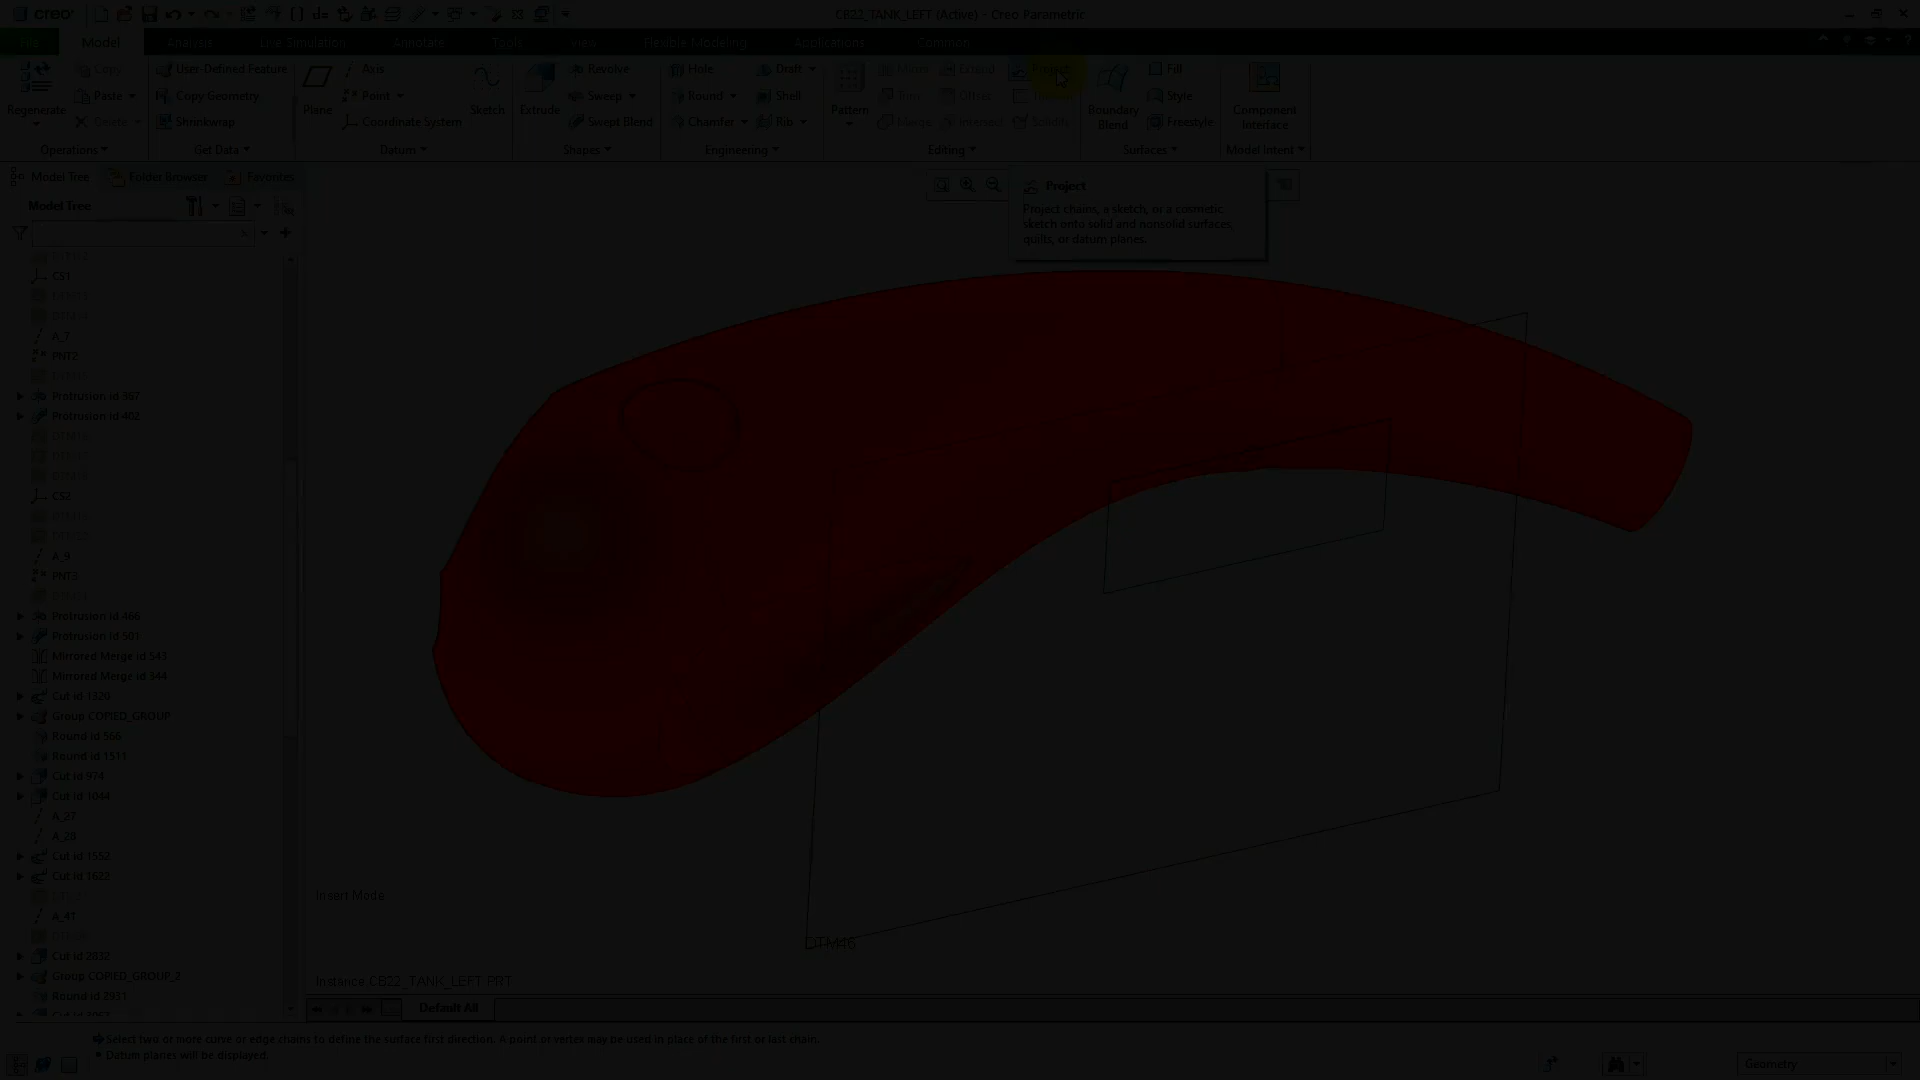 creo
CB22_TANK_LEFT (Active) - Creo Parametric
File
Model
Analysis
Live Simulation
Annotate
Tools
View
Flexible Modeling
Applications
Common
Regenerate
Copy
Paste
Delete
Operations
User-Defined Feature
Copy Geometry
Shrinkwrap
Get Data
Plane
Axis
Point
Coordinate System
Sketch
Datum
Extrude
Revolve
Sweep
Swept Blend
Shapes
Hole
Round
Chamfer
Draft
Shell
Rib
Engineering
Pattern
Mirror
Trim
Merge
Extend
Offset
Intersect
Project
Thicken
Solidify
Editing
Boundary
Blend
Fill
Style
Freestyle
Surfaces
Component
Interface
Model Intent
Model Tree
Folder Browser
Favorites
Model Tree
Project
Project chains, a sketch, or a cosmetic
sketch onto solid and nonsolid surfaces,
quilts, or datum planes.
CS1
A_7
PNT2
Protrusion id 367
Protrusion id 402
CS2
A_9
PNT3
Protrusion id 466
Protrusion id 501
Mirrored Merge id 543
Mirrored Merge id 844
Cut id 1320
Group COPIED_GROUP
Round id 566
Round id 1511
Cut id 974
Cut id 1044
A_27
A_28
Cut id 1552
Cut id 1622
A_41
Cut id 2832
Group COPIED_GROUP_2
Round id 2931
Insert Mode
DTM46
Instance:CB22_TANK_LEFT.PRT
Default All
Select two or more curve or edge chains to define the surface first direction. A point or vertex may be used in place of the first or last chain.
Datum planes will be displayed.
Geometry